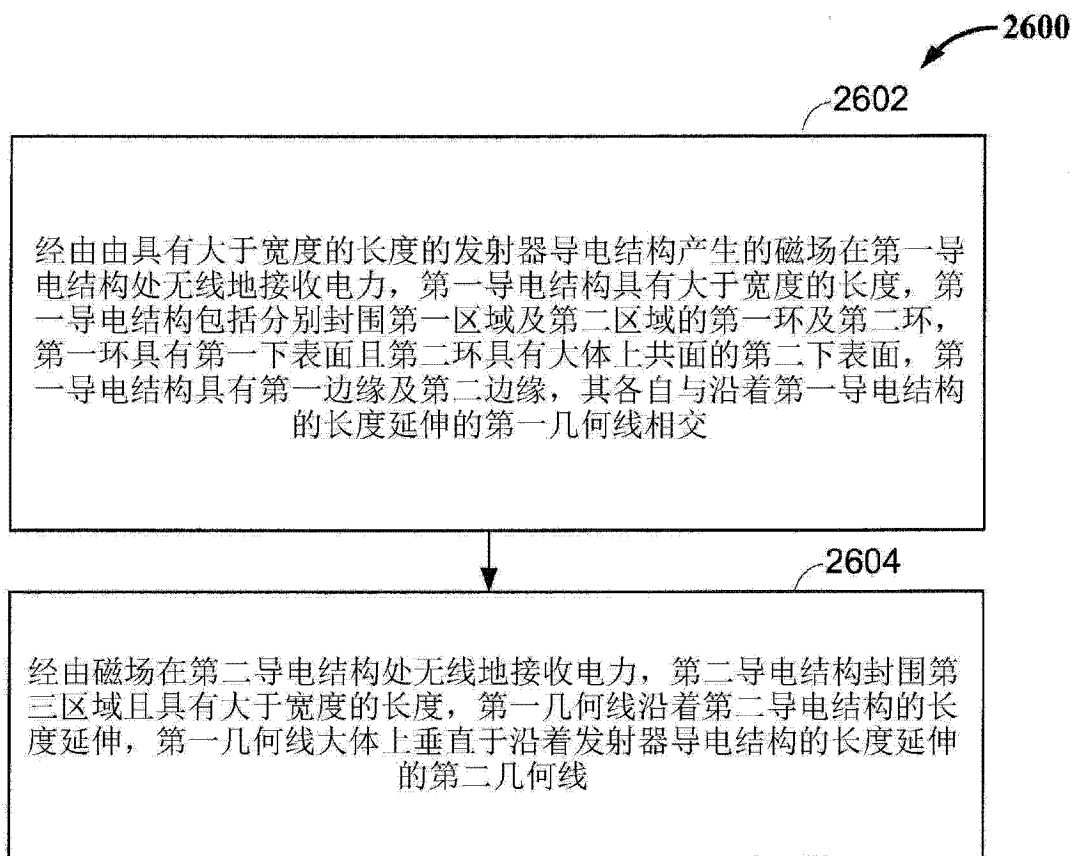 2600
2602
经由由具有大于宽度的长度的发射器导电结构产生的磁场在第一导
电结构处无线地接收电力，第一导电结构具有大于宽度的长度，第
一导电结构包括分别封围第一区域及第二区域的第一环及第二环，
第一环具有第一下表面且第二环具有大体上共面的第二下表面，第
一导电结构具有第一边缘及第二边缘，其各自与沿着第一导电结构
的长度延伸的第一几何线相交
2604
经由磁场在第二导电结构处无线地接收电力，第二导电结构封围第
三区域且具有大于宽度的长度，第一几何线沿着第二导电结构的长
度延伸，第一几何线大体上垂直于沿着发射器导电结构的长度延伸
的第二几何线